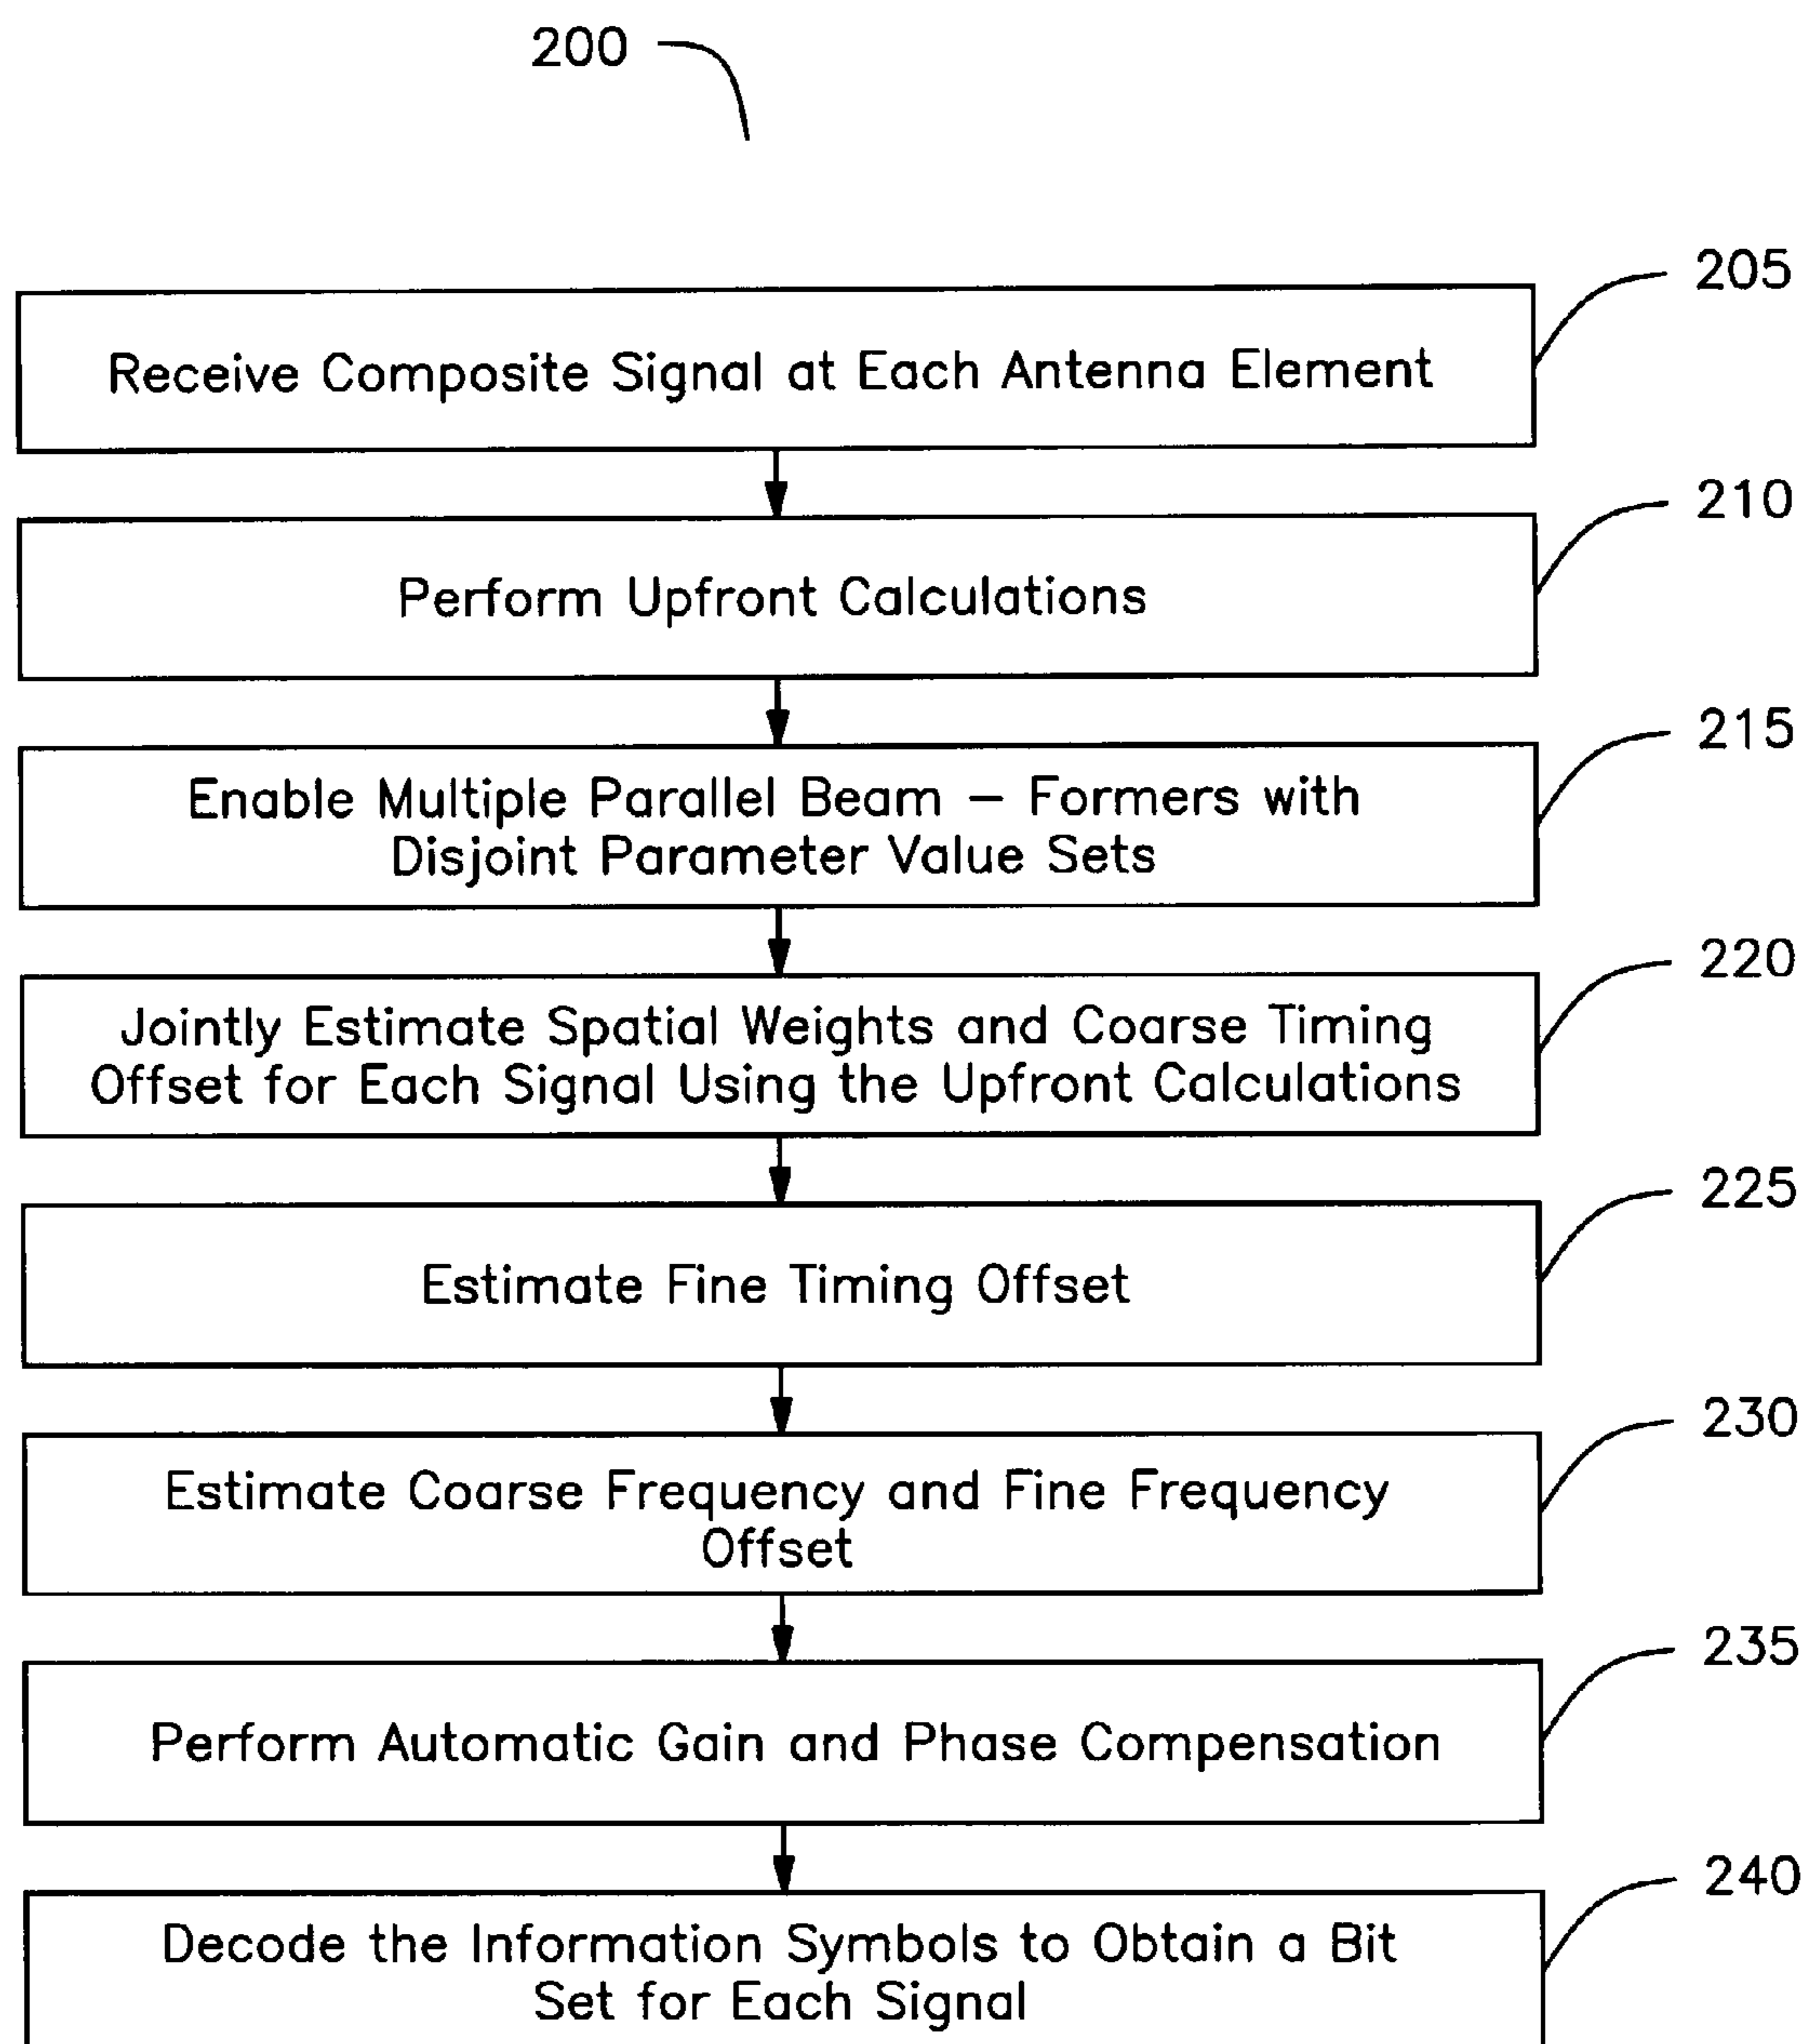 200
205
Receive Composite Signal at Each Antenna Element
210
Perform Upfront Calculations
215
Enable Multiple Parallel Beam – Formers with
Disjoint Parameter Value Sets
220
Jointly Estimate Spatial Weights and Coarse Timing
Offset for Each Signal Using the Upfront Calculations
225
Estimate Fine Timing Offset
230
Estimate Coarse Frequency and Fine Frequency
Offset
235
Perform Automatic Gain and Phase Compensation
240
Decode the Information Symbols to Obtain a Bit
Set for Each Signal